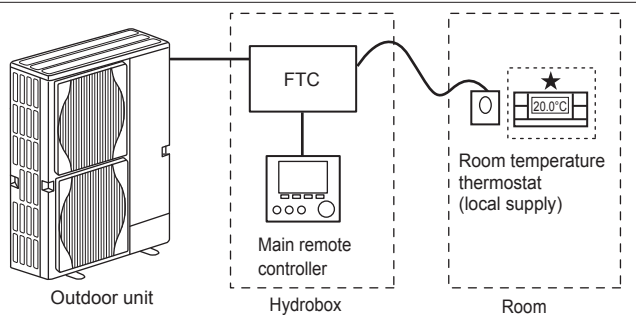 FTC
20.0°C
Room temperature
thermostat
(local supply)
Main remote
controller
Outdoor unit
Hydrobox
Room